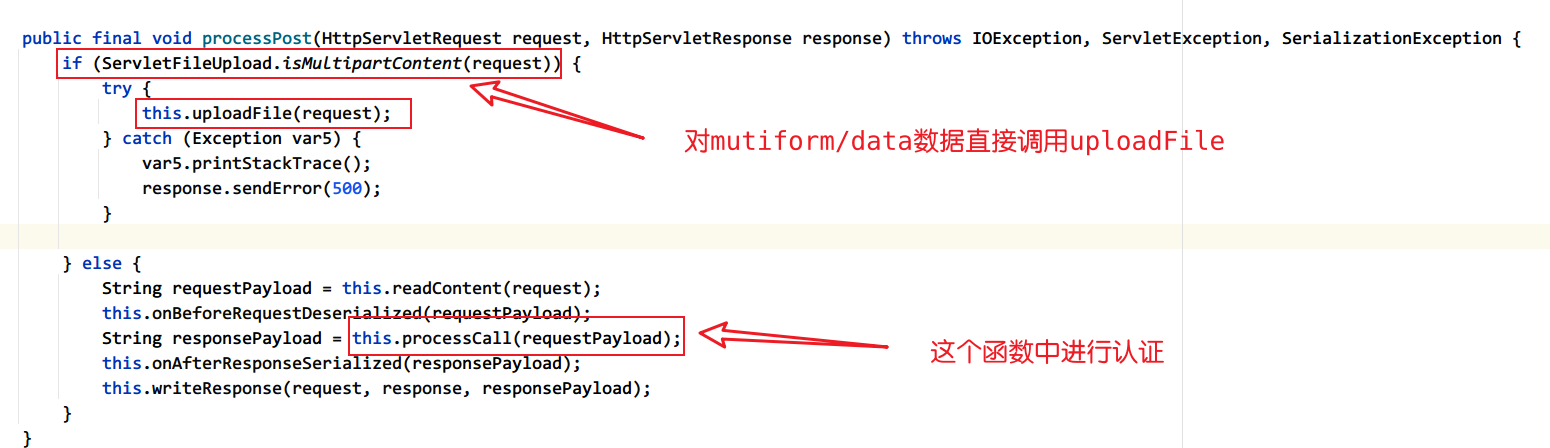 public final void processPost(HttpServletRequest request, HttpServletResponse response) throws IOException, ServletException, SerializationException {
if (ServletFileUpload.isMultipartContent(request)) {
try {
this.uploadFile(request);
对mutiform/data数据直接调用uploadFile
} catch (Exception var5) {
var5.printStackTrace();
response.sendError(500);
}
} else {
String requestPayload = this.readContent(request);
this.onBeforeRequestDeserialized(requestPayload);
String responsePayload = this.processCall(requestPayload);
这个函数中进行认证
this.onAfterResponseSerialized(responsePayload);
this.writeResponse(request, response, responsePayload);
}
}